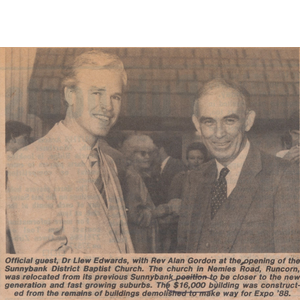 Official guest, Dr Llew Edwards, with Rev Alan Gordon at the opening of the
Sunnybank District Baptist Church. The church in Nemies Road, Runcorn,
was relocated from its previous Sunnybank position to be closer to the new
generation and fast growing suburbs. The $16,000 building was construct-
ed from the remains of buildings demolished to make way for Expo '88.